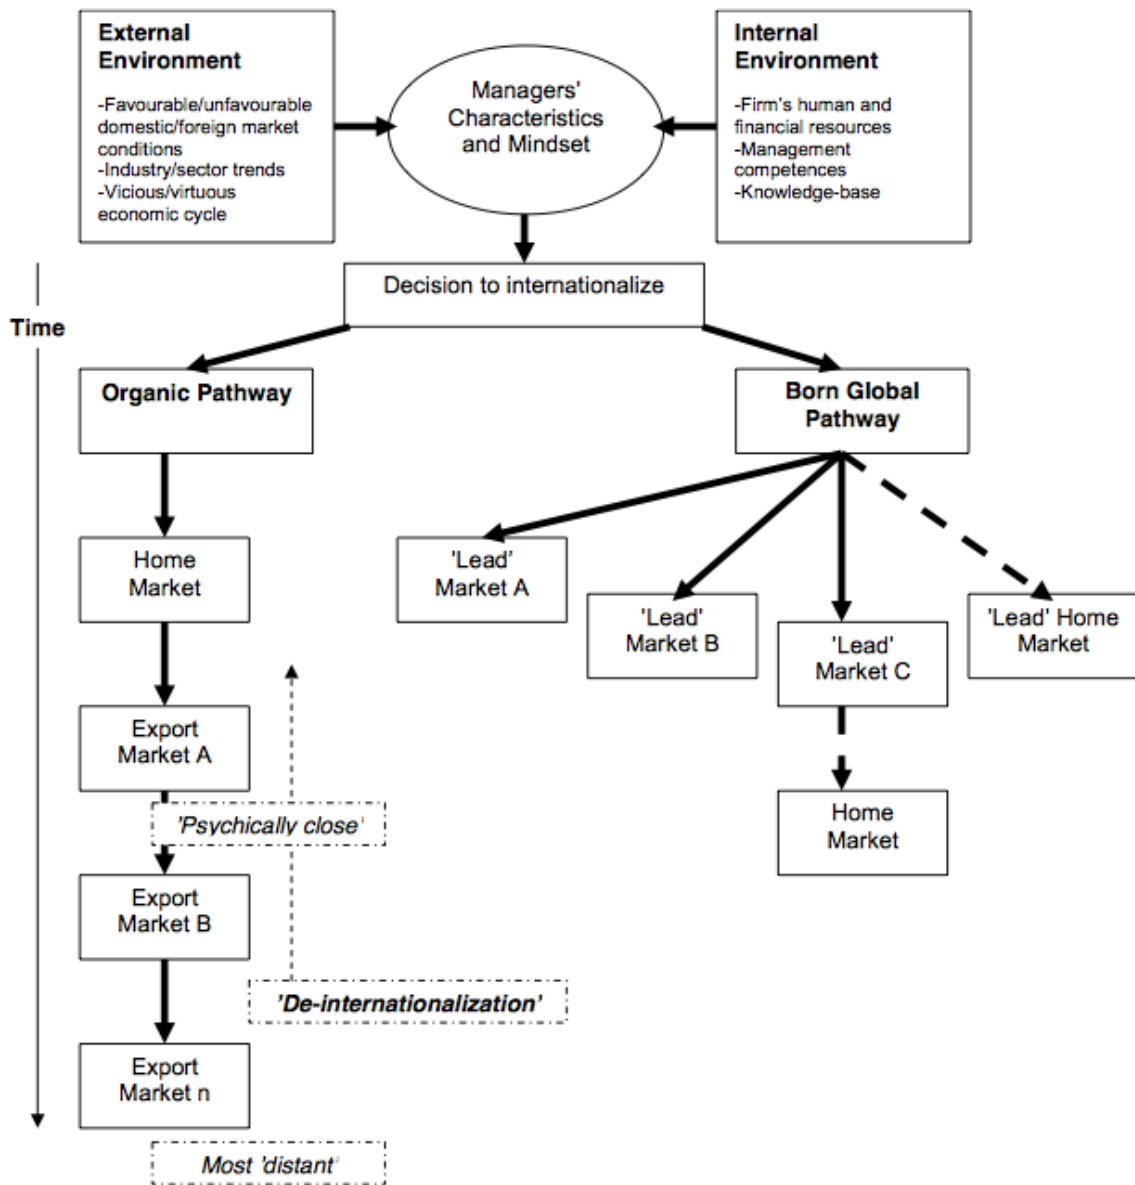 External
Environment
-Favourable/unfavourable
domestic/foreign market
conditions
-Industry/sector trends
-Vicious/virtuous
economic cycle
Managers'
Characteristics
and Mindset
Internal
Environment
-Firm's human and
financial resources
-Management
competences
-Knowledge-base
Decision to internationalize
Time
Organic Pathway
Born Global
Pathway
Home
Market
'Lead'
Market A
'Lead'
Market B
'Lead'
Market C
'Lead' Home
Market
Export
Market A
'Psychically close'
Home
Market
Export
Market B
'De-internationalization'
Export
Market n
Most 'distant'